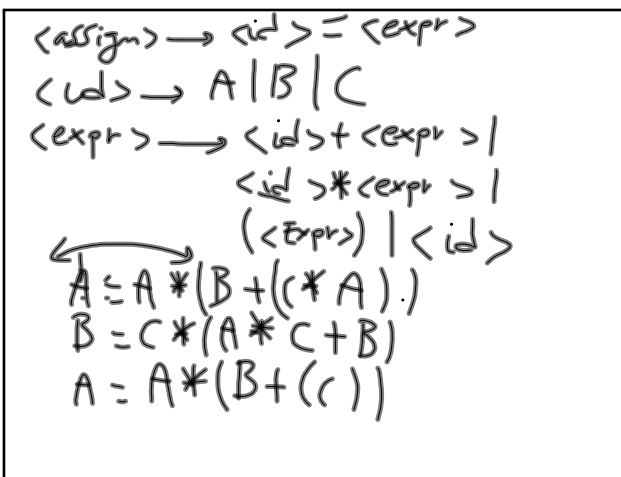 <assign> → <id> = <expr>
<id> → A | B | C
<expr> → <id> + <expr> |
<id> * <expr> |
(<Expr>) | <id>
A = A * (B + (C * A))
B = C * (A * C + B)
A = A * (B + (C))